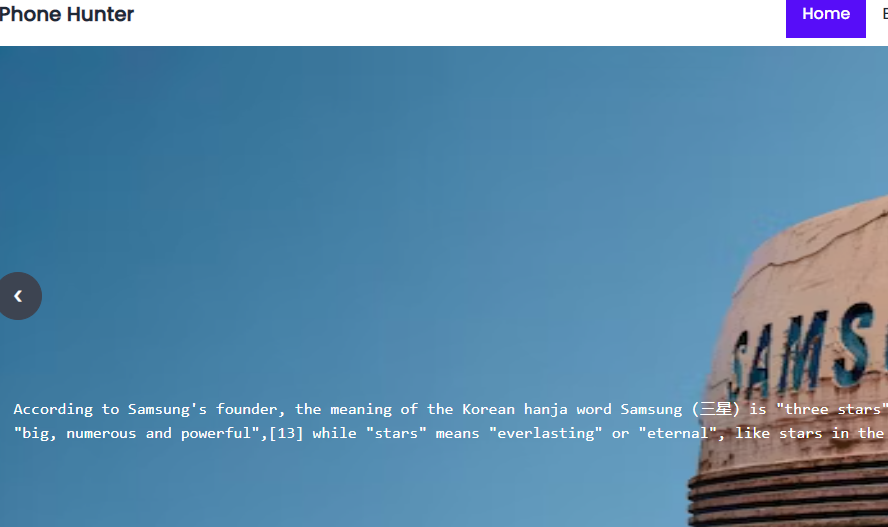 Phone Hunter
Home
‹
SAMS
According to Samsung's founder, the meaning of the Korean hanja word Samsung (三星) is "three stars"
"big, numerous and powerful",[13] while "stars" means "everlasting" or "eternal", like stars in the